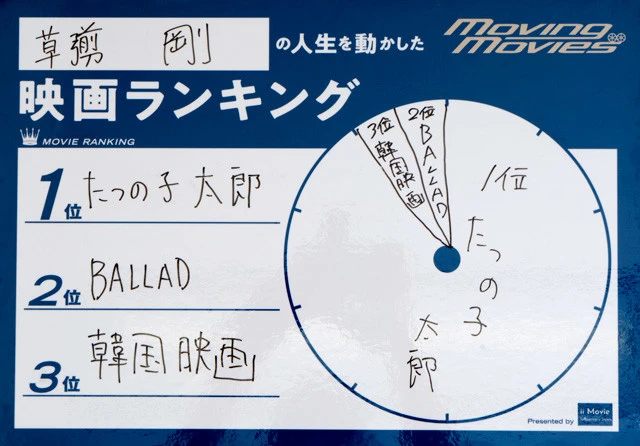 草彅 剛 の人生を動かした
Moving Movies
映画ランキング
MOVIE RANKING
1位 たつの子 太郎
2位 BALLAD
3位 韓国映画
3位 韓国映画
2位 BALLAD
1位 たつの子 太郎
Presented by ii Movie